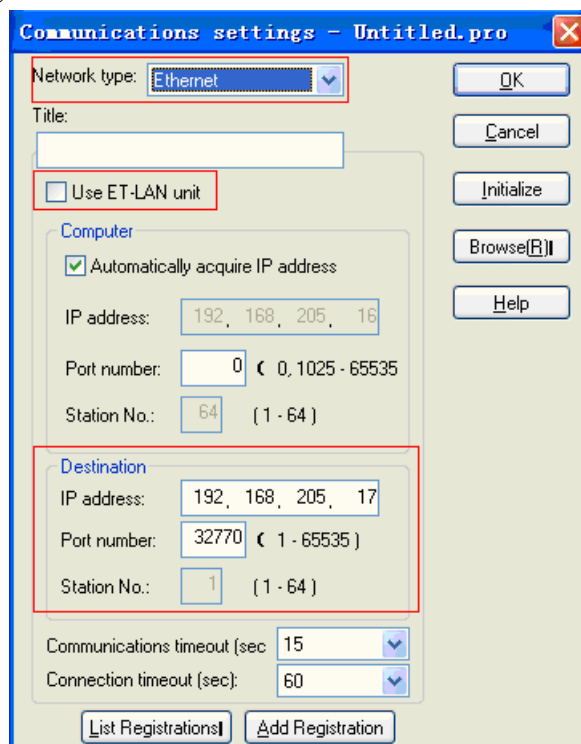 Communications settings - Untitled.pro
Network type: Ethernet
OK
Title:
Cancel
Use ET-LAN unit
Initialize
Computer
Automatically acquire IP address
Browse(R)
IP address: 192, 168, 205, 16
Help
Port number: 0 ( 0, 1025 - 65535
Station No.: 64 ( 1 - 64 )
Destination
IP address: 192, 168, 205, 17
Port number: 32770 ( 1 - 65535 )
Station No.: 1 ( 1 - 64 )
Communications timeout (sec 15
Connection timeout (sec): 60
List Registrations
Add Registration